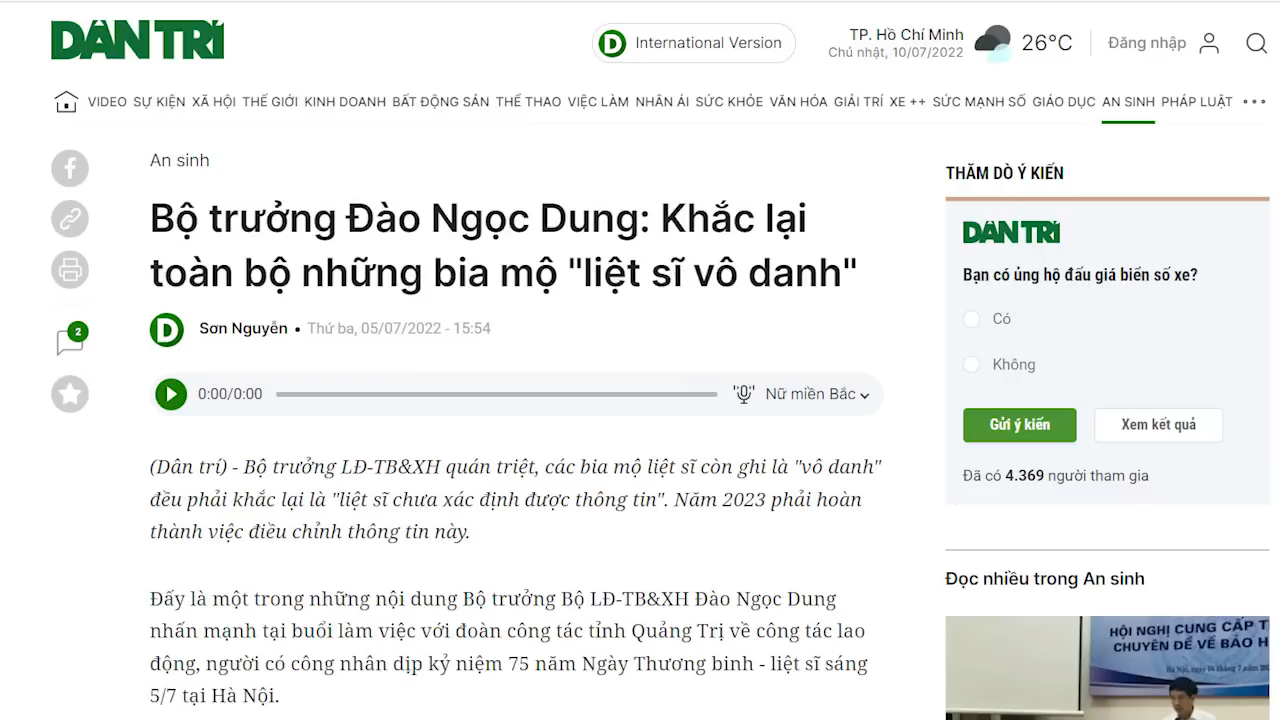 DÂN TRÍ
International Version
TP. Hồ Chí Minh
Chủ nhật, 10/07/2022
26°C
Đăng nhập
VIDEO SỰ KIỆN XÃ HỘI THẾ GIỚI KINH DOANH BẤT ĐỘNG SẢN THỂ THAO VIỆC LÀM NHÂN ÁI SỨC KHỎE VĂN HÓA GIẢI TRÍ XE ++ SỨC MẠNH SỐ GIÁO DỤC AN SINH PHÁP LUẬT
An sinh
Bộ trưởng Đào Ngọc Dung: Khắc lại
toàn bộ những bia mộ "liệt sĩ vô danh"
Sơn Nguyễn • Thứ ba, 05/07/2022 - 15:54
2
0:00/0:00
Nữ miền Bắc
(Dân trí) - Bộ trưởng LĐ-TB&XH quán triệt, các bia mộ liệt sĩ còn ghi là "vô danh"
đều phải khắc lại là "liệt sĩ chưa xác định được thông tin". Năm 2023 phải hoàn
thành việc điều chỉnh thông tin này.
Đấy là một trong những nội dung Bộ trưởng Bộ LĐ-TB&XH Đào Ngọc Dung
nhấn mạnh tại buổi làm việc với đoàn công tác tỉnh Quảng Trị về công tác lao
động, người có công nhân dịp kỷ niệm 75 năm Ngày Thương binh - liệt sĩ sáng
5/7 tại Hà Nội.
THĂM DÒ Ý KIẾN
DÂN TRÍ
Bạn có ủng hộ đấu giá biển số xe?
Có
Không
Gửi ý kiến
Xem kết quả
Đã có 4.369 người tham gia
Đọc nhiều trong An sinh
HỘI NGHỊ CUNG CẤP
CHUYÊN ĐỀ VỀ BẢO